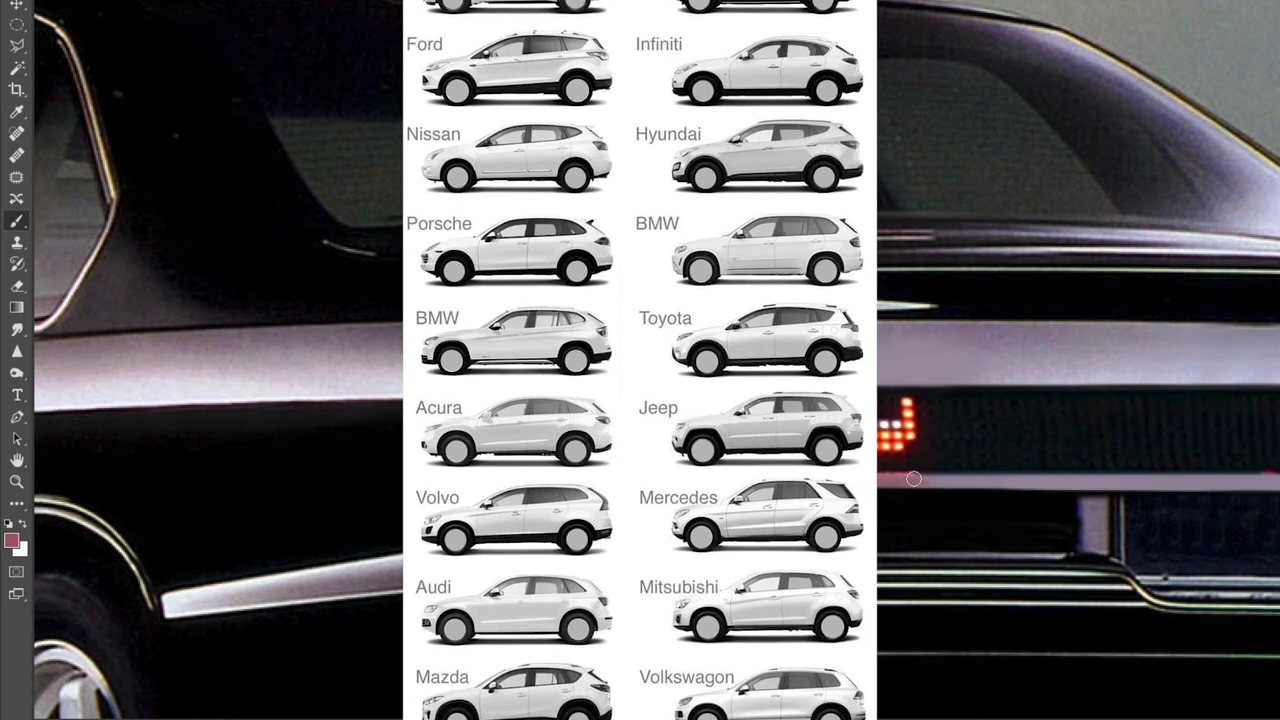 Ford Infiniti
Nissan Hyundai
Porsche BMW
BMW Toyota
Acura Jeep
Volvo Mercedes
Audi Mitsubishi
Mazda Volkswagon